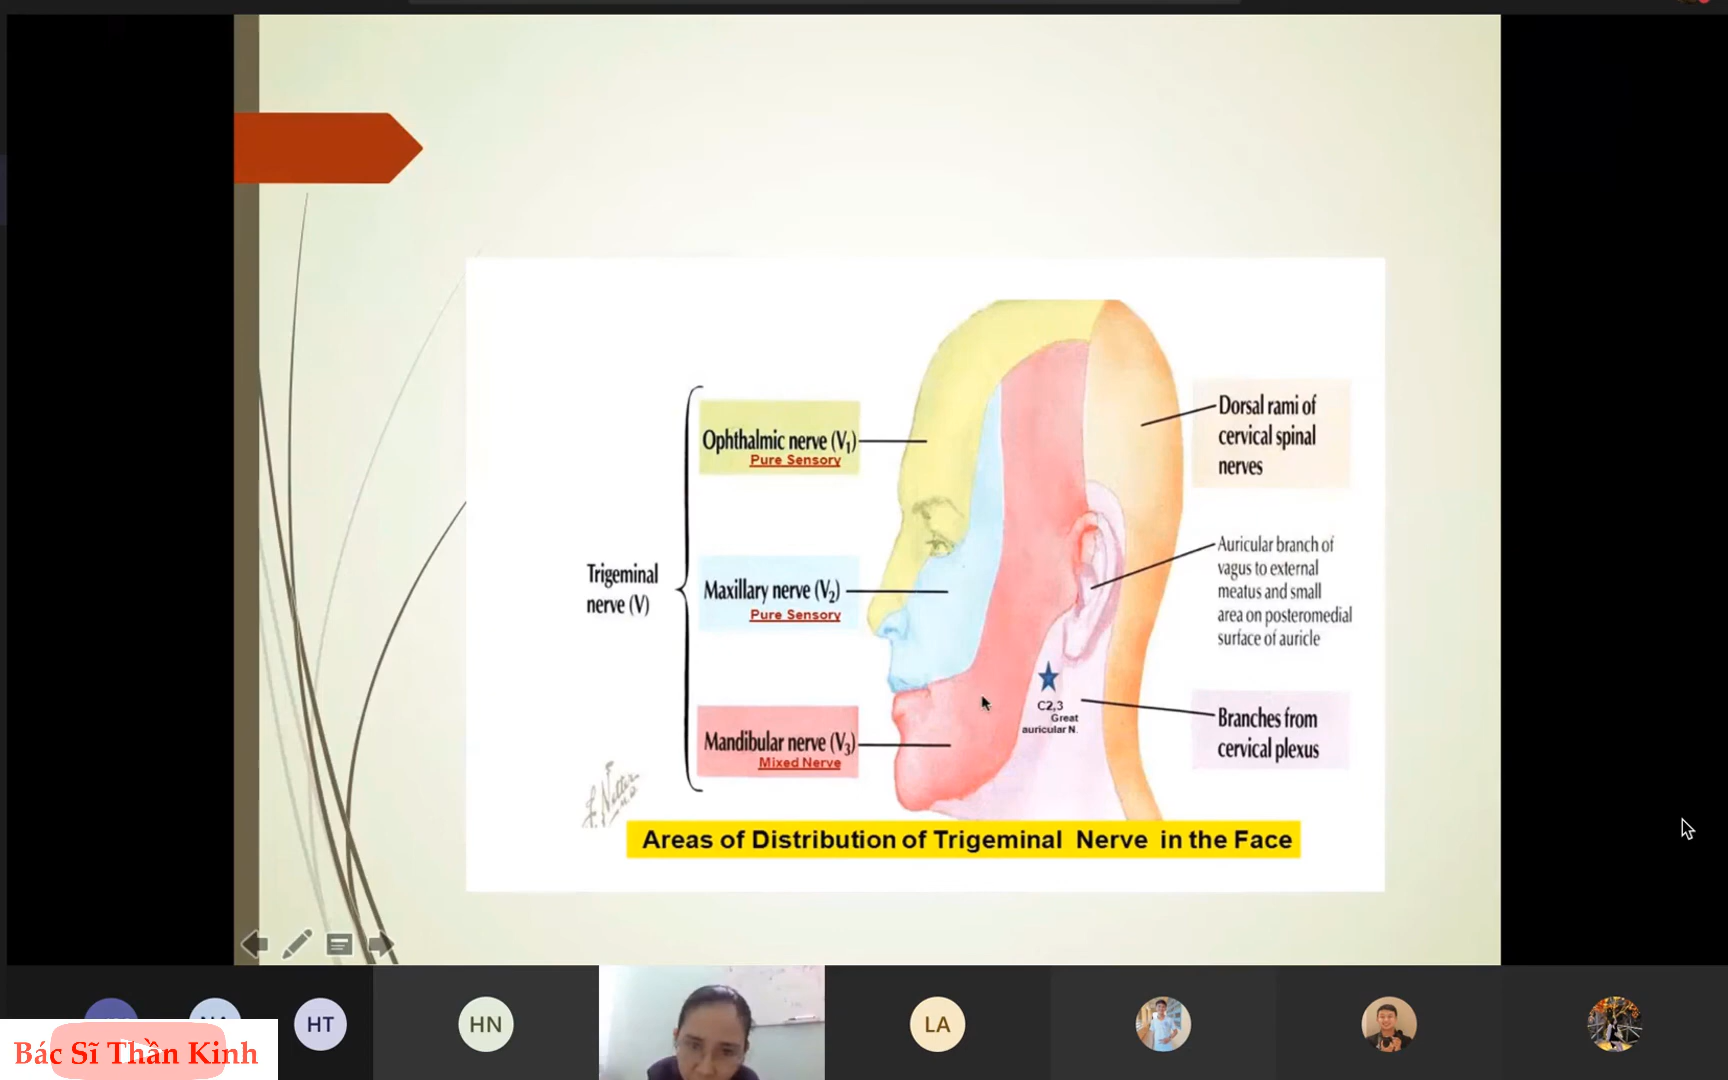 Ophthalmic nerve (V₁)
Pure Sensory
Trigeminal
nerve (V)
Maxillary nerve (V₂)
Pure Sensory
Mandibular nerve (V₃)
Mixed Nerve
Dorsal rami of
cervical spinal
nerves
Auricular branch of
vagus to external
meatus and small
area on posteromedial
surface of auricle
C2,3
Great
auricular N.
Branches from
cervical plexus
F. Netter
M.D.
Areas of Distribution of Trigeminal Nerve in the Face
HT
HN
LA
Bác Sĩ Thần Kinh